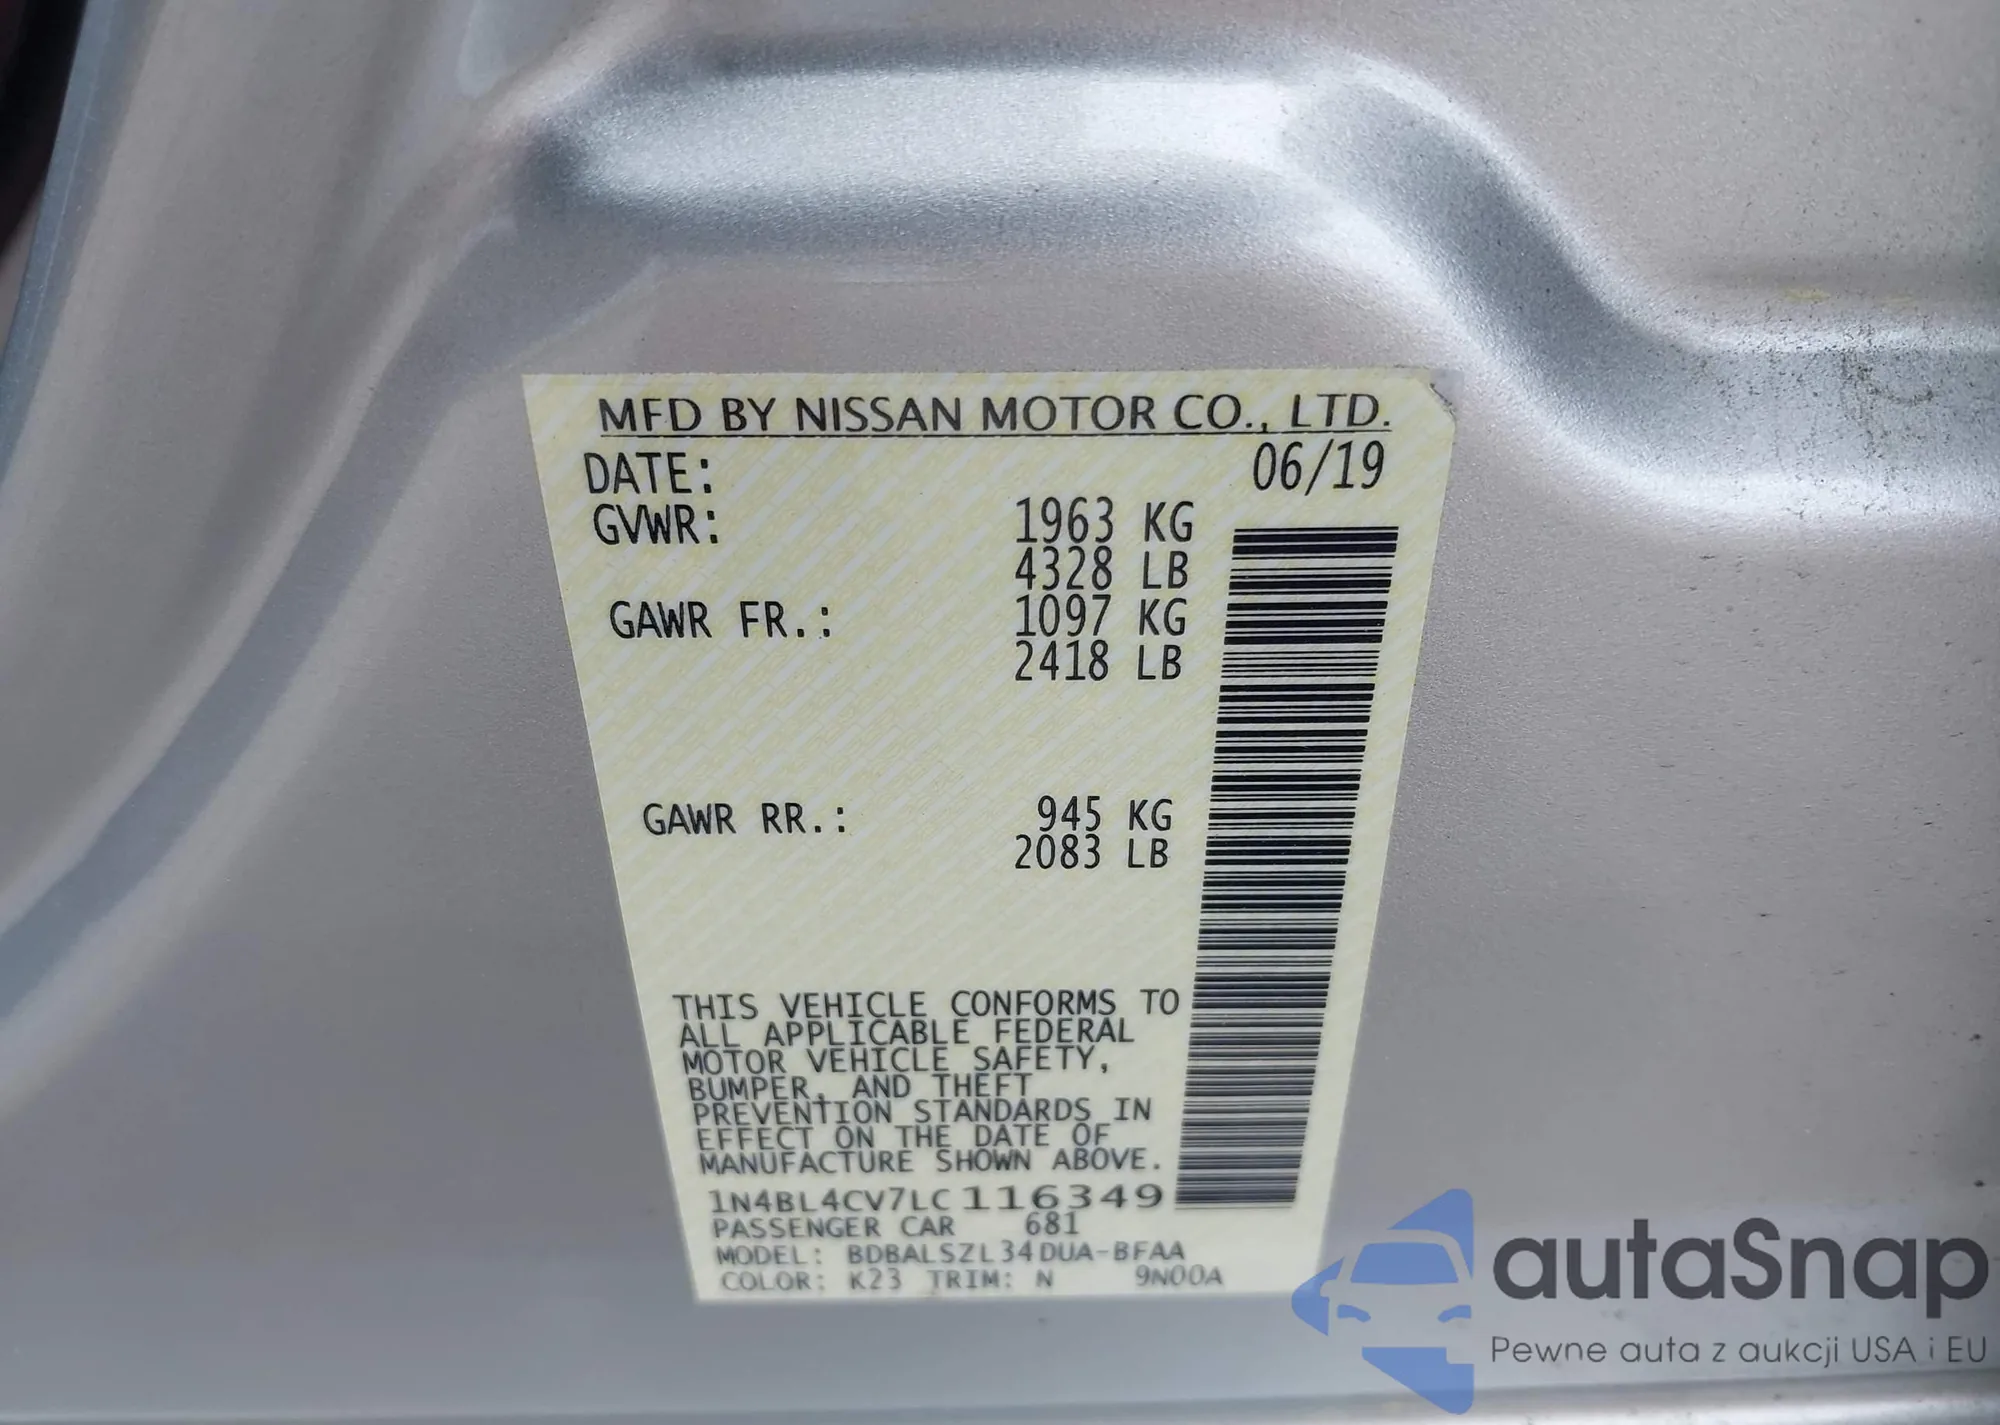 MFD BY NISSAN MOTOR CO., LTD.
DATE: 06/19
GVWR: 1963 KG
4328 LB
GAWR FR.: 1097 KG
2418 LB
GAWR RR.: 945 KG
2083 LB
THIS VEHICLE CONFORMS TO
ALL APPLICABLE FEDERAL
MOTOR VEHICLE SAFETY,
BUMPER, AND THEFT
PREVENTION STANDARDS IN
EFFECT ON THE DATE OF
MANUFACTURE SHOWN ABOVE.
1N4BL4CV7LC116349
PASSENGER CAR 681
MODEL: BDBALSZL34DUA-BFAA
COLOR: K23 TRIM: N 9N00A
autaSnap
Pewne auta z aukcji USA i EU